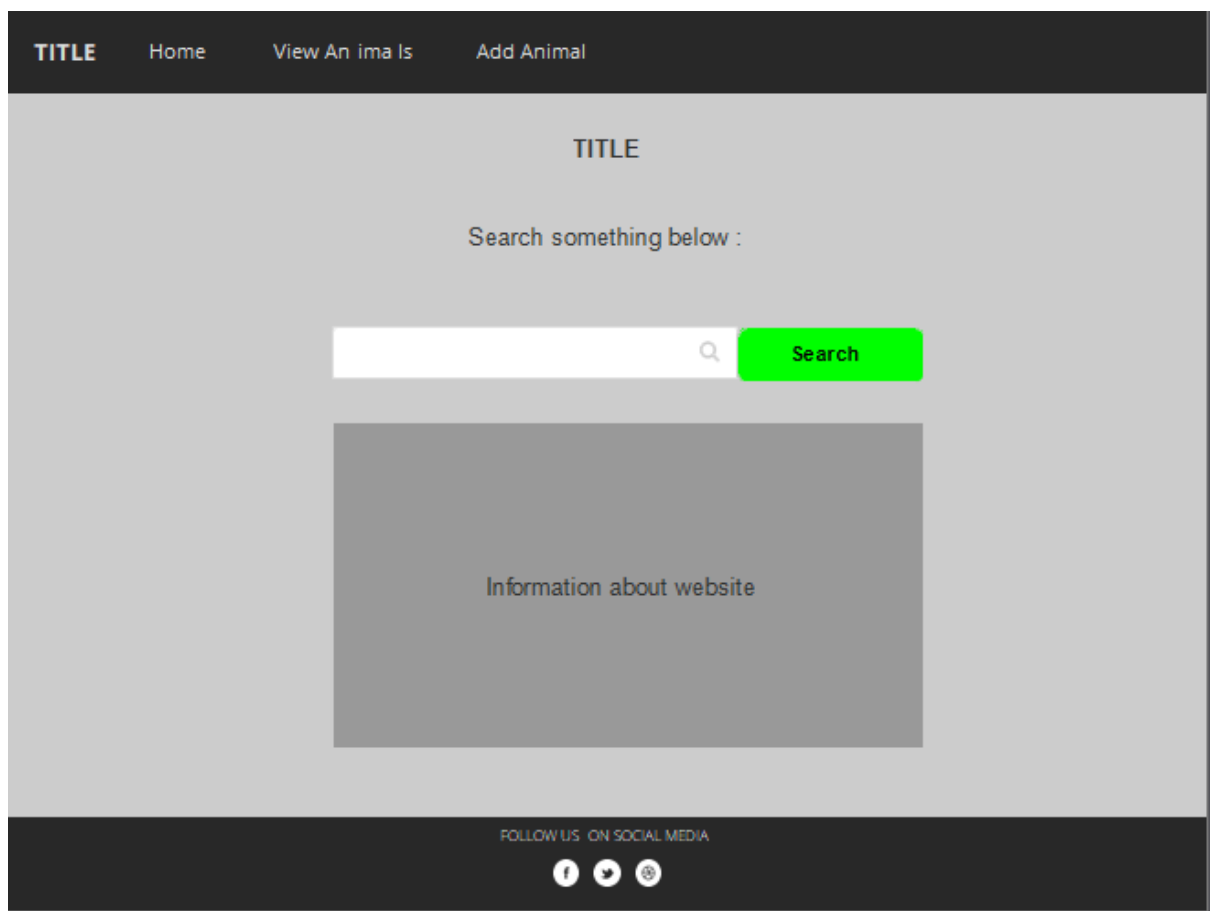 TITLE Home View An ima ls Add Animal
TITLE
Search something below :
Search
Information about website
FOLLOW US ON SOCIAL MEDIA